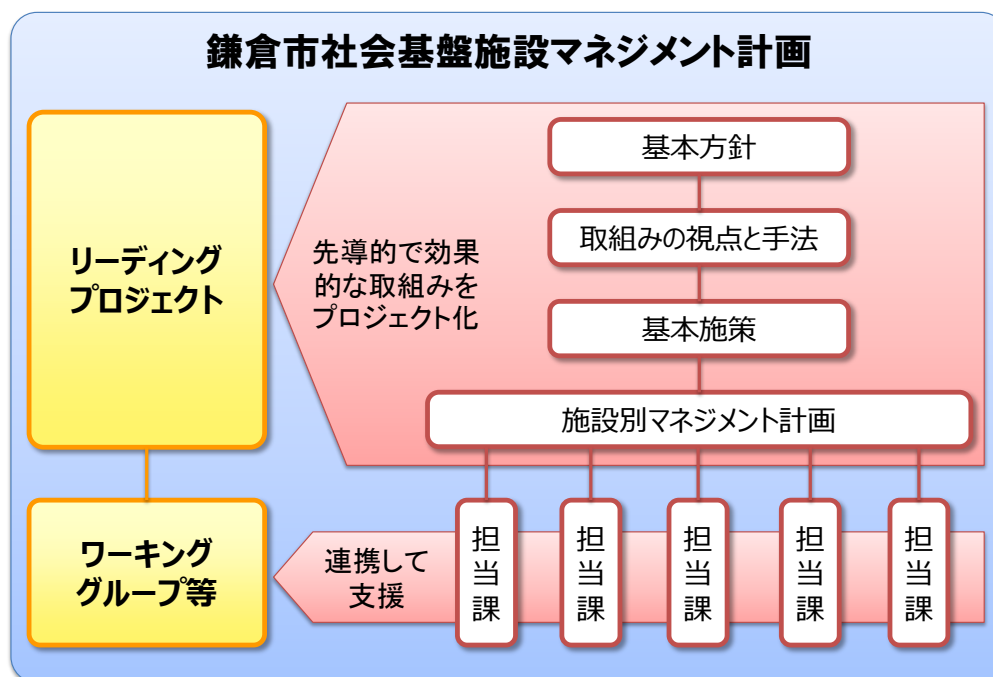 鎌倉市社会基盤施設マネジメント計画
リーディング
プロジェクト
先導的で効果
的な取組みを
プロジェクト化
基本方針
取組みの視点と手法
基本施策
施設別マネジメント計画
ワーキング
グループ等
連携して
支援
担当課
担当課
担当課
担当課
担当課